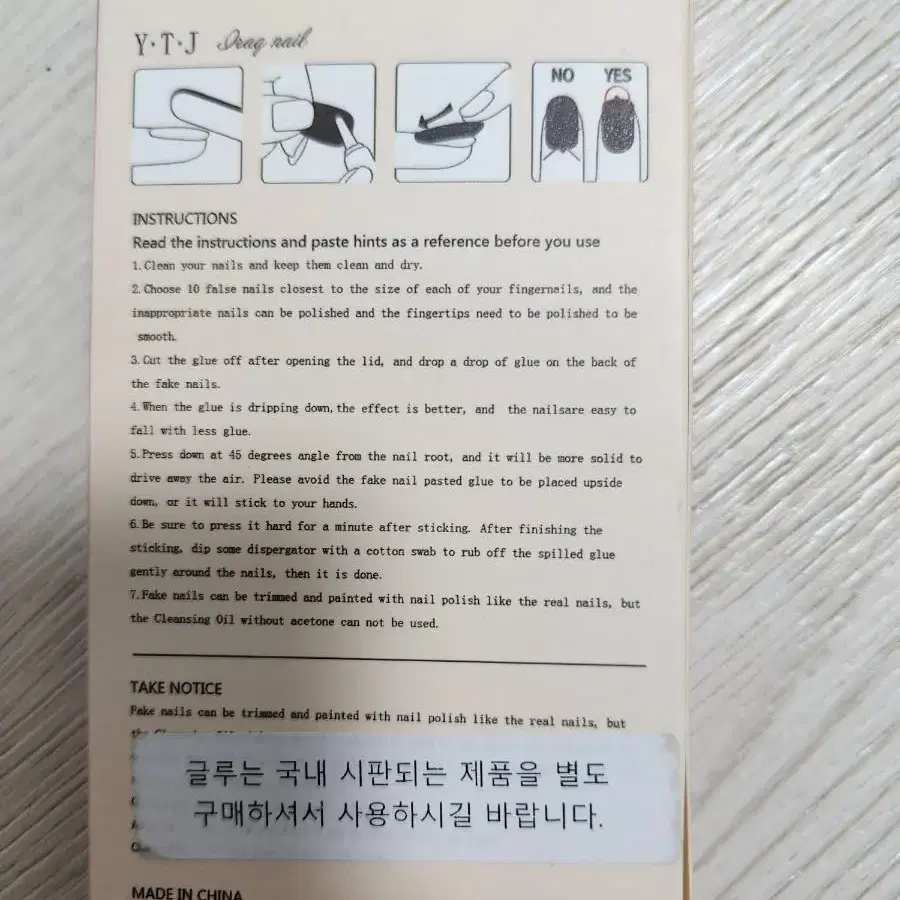 Y·T·J Drag nail
NO YES
INSTRUCTIONS
Read the instructions and paste hints as a reference before you use
1.Clean your nails and keep them clean and dry.
2.Choose 10 false nails closest to the size of each of your fingernails, and the
inappropriate nails can be polished and the fingertips need to be polished to be
smooth.
3.Cut the glue off after opening the lid, and drop a drop of glue on the back of
the fake nails.
4.When the glue is dripping down, the effect is better, and the nailsare easy to
fall with less glue.
5.Press down at 45 degrees angle from the nail root, and it will be more solid to
drive away the air. Please avoid the fake nail pasted glue to be placed upside
down, or it will stick to your hands.
6.Be sure to press it hard for a minute after sticking. After finishing the
sticking, dip some dispergator with a cotton swab to rub off the spilled glue
gently around the nails, then it is done.
7.Fake nails can be trimmed and painted with nail polish like the real nails, but
the Cleansing Oil without acetone can not be used.
TAKE NOTICE
Fake nails can be trimmed and painted with nail polish like the real nails, but
글루는 국내 시판되는 제품을 별도
구매하셔서 사용하시길 바랍니다.
MADE IN CHINA